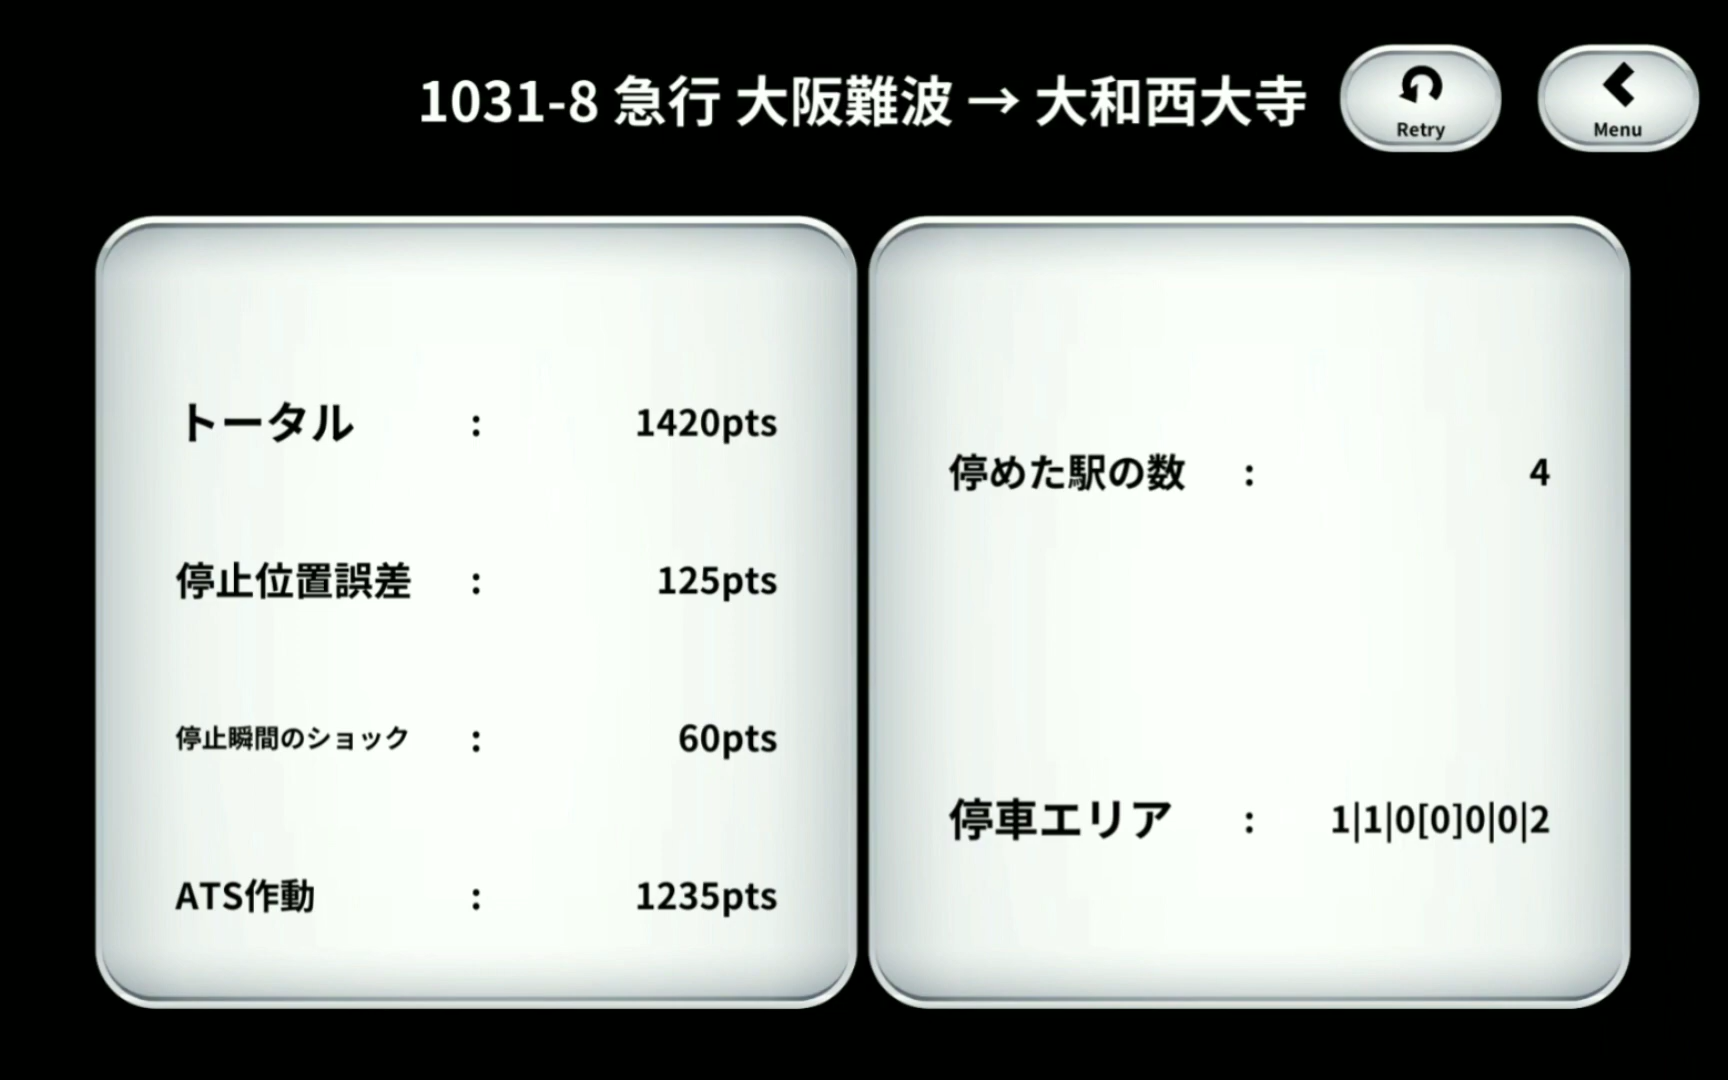 1031-8 急行 大阪難波 → 大和西大寺
Retry
Menu
トータル : 1420pts
停止位置誤差 : 125pts
停止瞬間のショック : 60pts
ATS作動 : 1235pts
停めた駅の数 : 4
停車エリア : 1|1|0[0]0|0|2